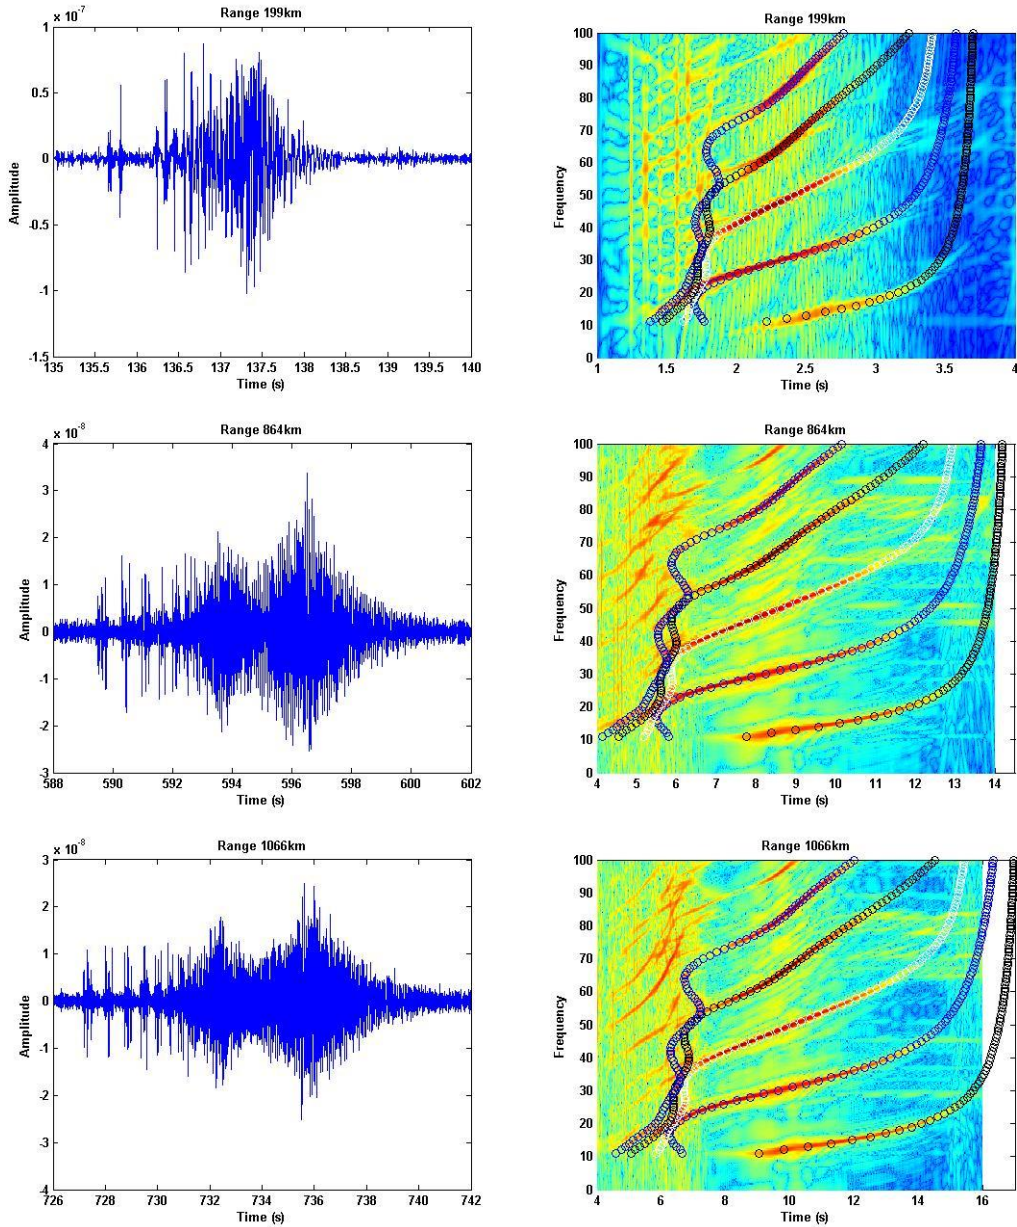 Range 199km
x 10^-7
1
0.5
0
-0.5
-1
-1.5
Amplitude
135 135.5 136 136.5 137 137.5 138 138.5 139 139.5 140
Time (s)
Range 199km
100
90
80
70
60
50
40
30
20
10
0
Frequency
1 1.5 2 2.5 3 3.5 4
Time (s)
Range 864km
x 10^-8
4
3
2
1
0
-1
-2
-3
Amplitude
588 590 592 594 596 598 600 602
Time (s)
Range 864km
100
90
80
70
60
50
40
30
20
10
0
Frequency
4 5 6 7 8 9 10 11 12 13 14
Time (s)
Range 1066km
x 10^-8
3
2
1
0
-1
-2
-3
-4
Amplitude
726 728 730 732 734 736 738 740 742
Time (s)
Range 1066km
100
90
80
70
60
50
40
30
20
10
0
Frequency
4 6 8 10 12 14 16
Time (s)